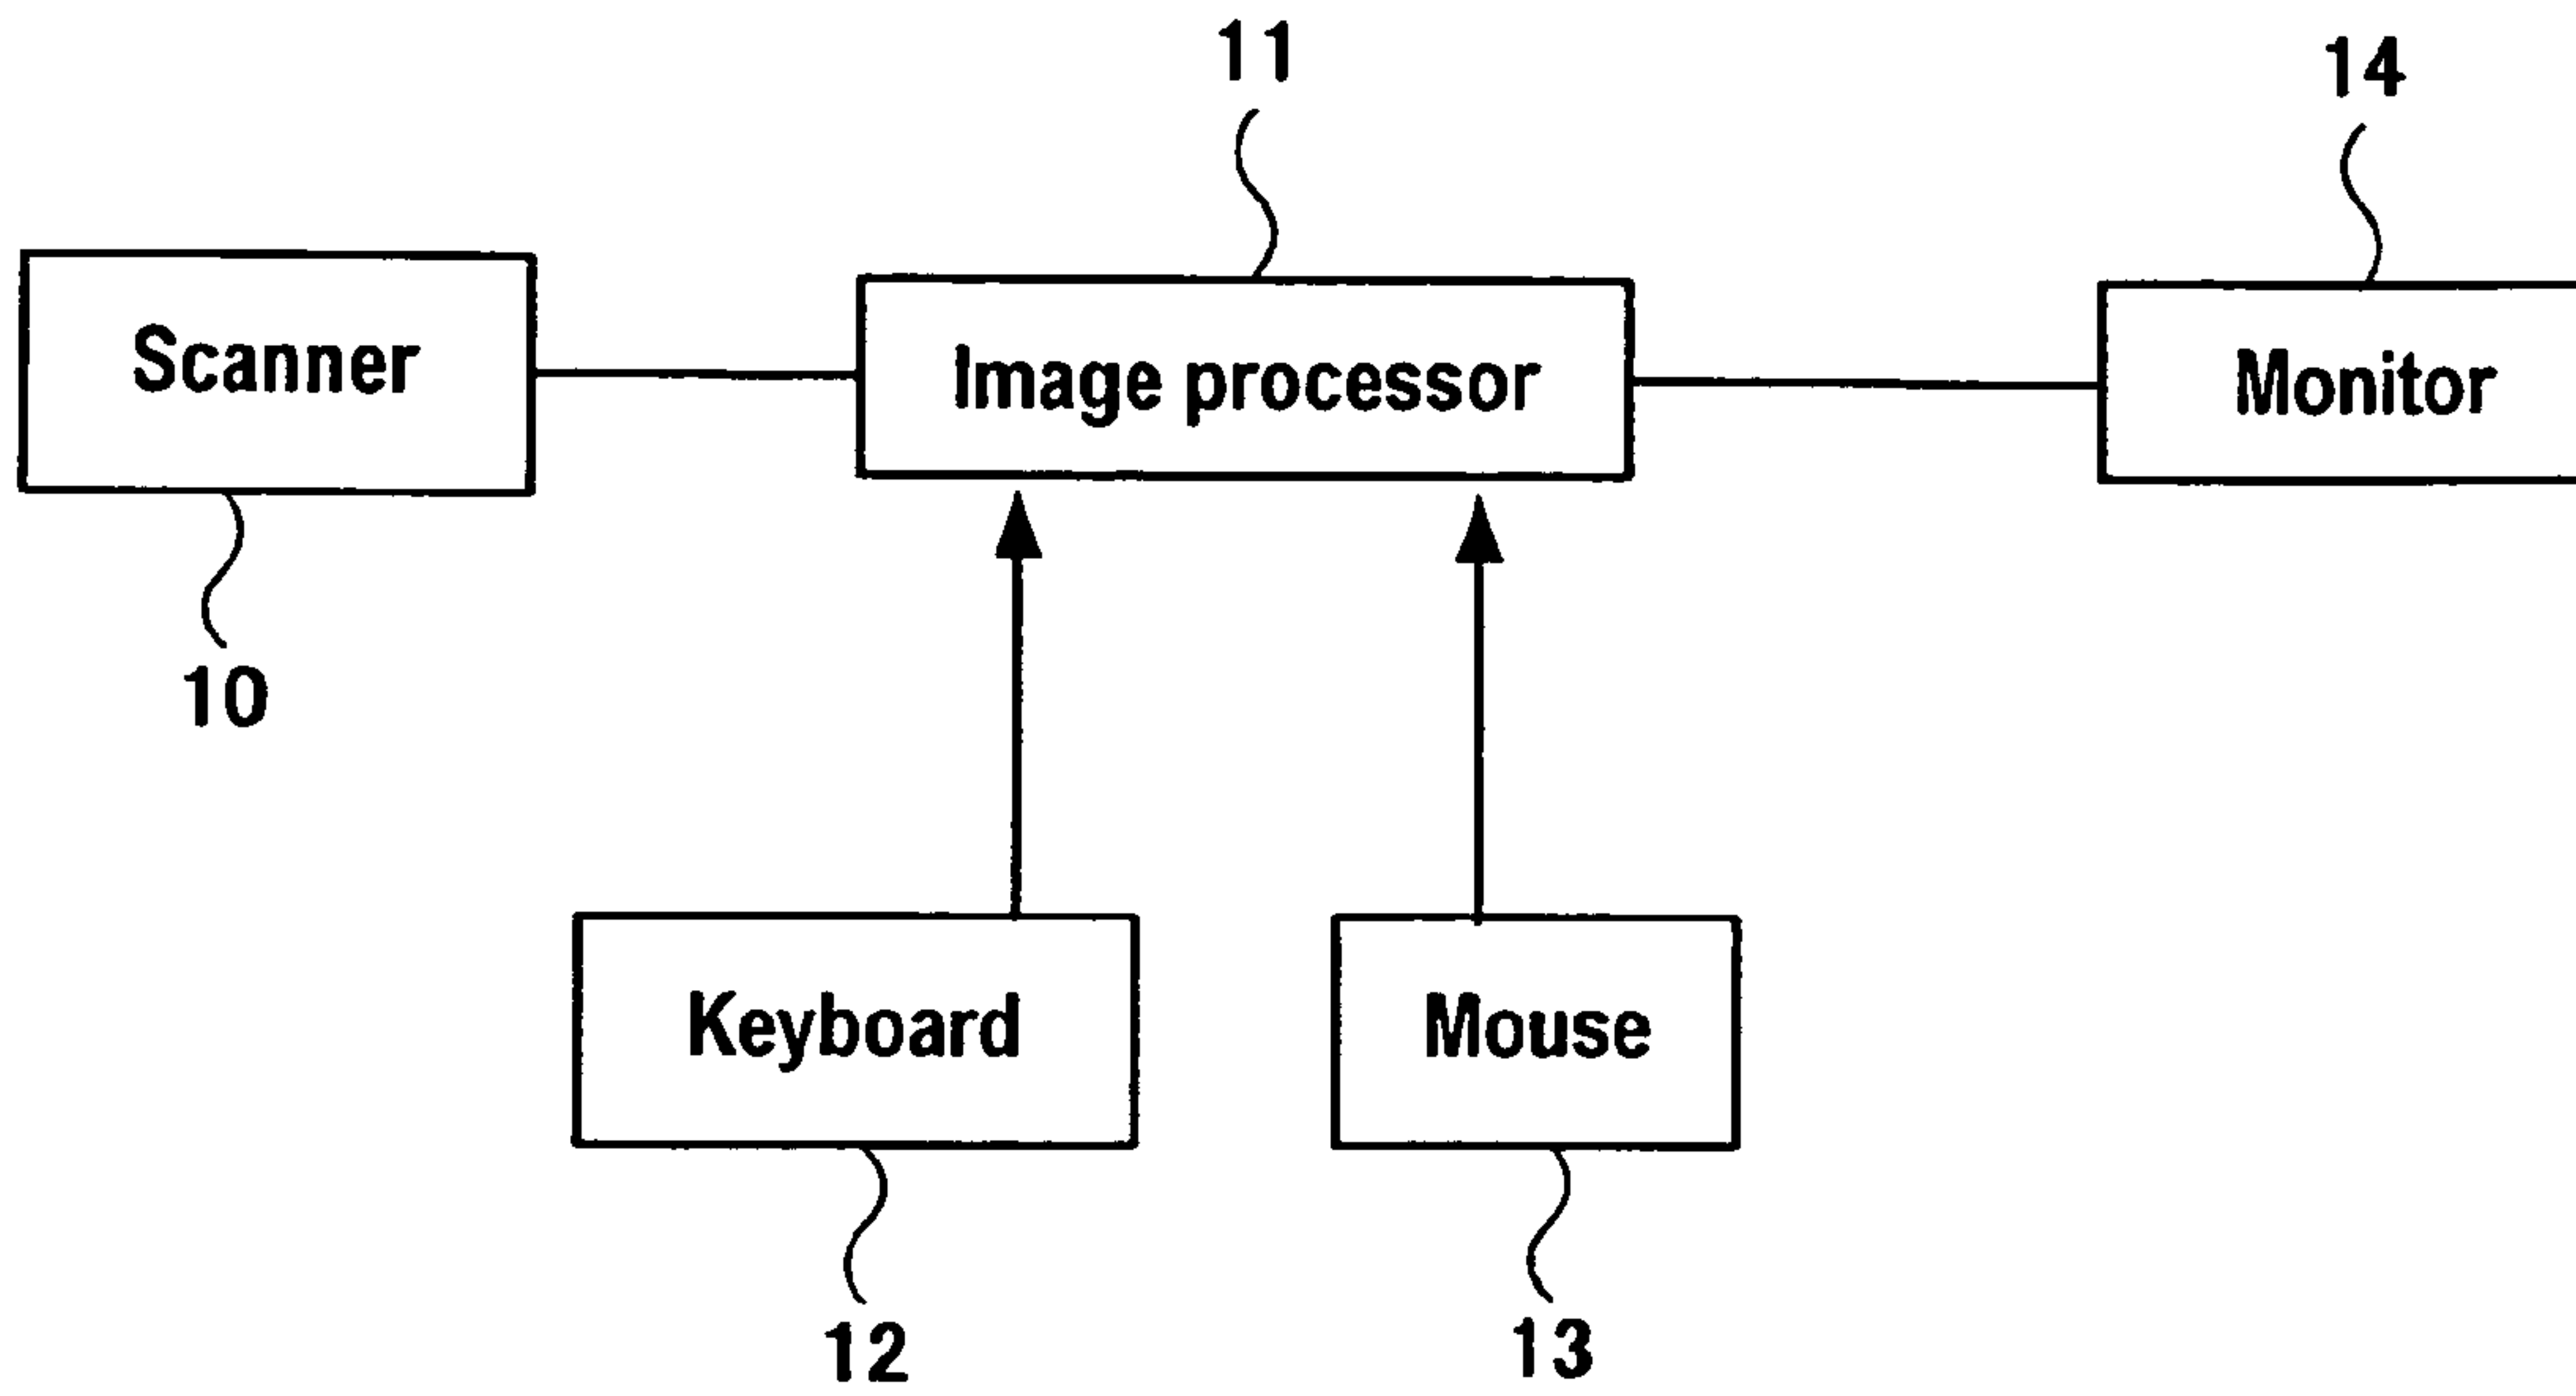 11
14
Scanner
Image processor
Monitor
10
Keyboard
Mouse
12
13